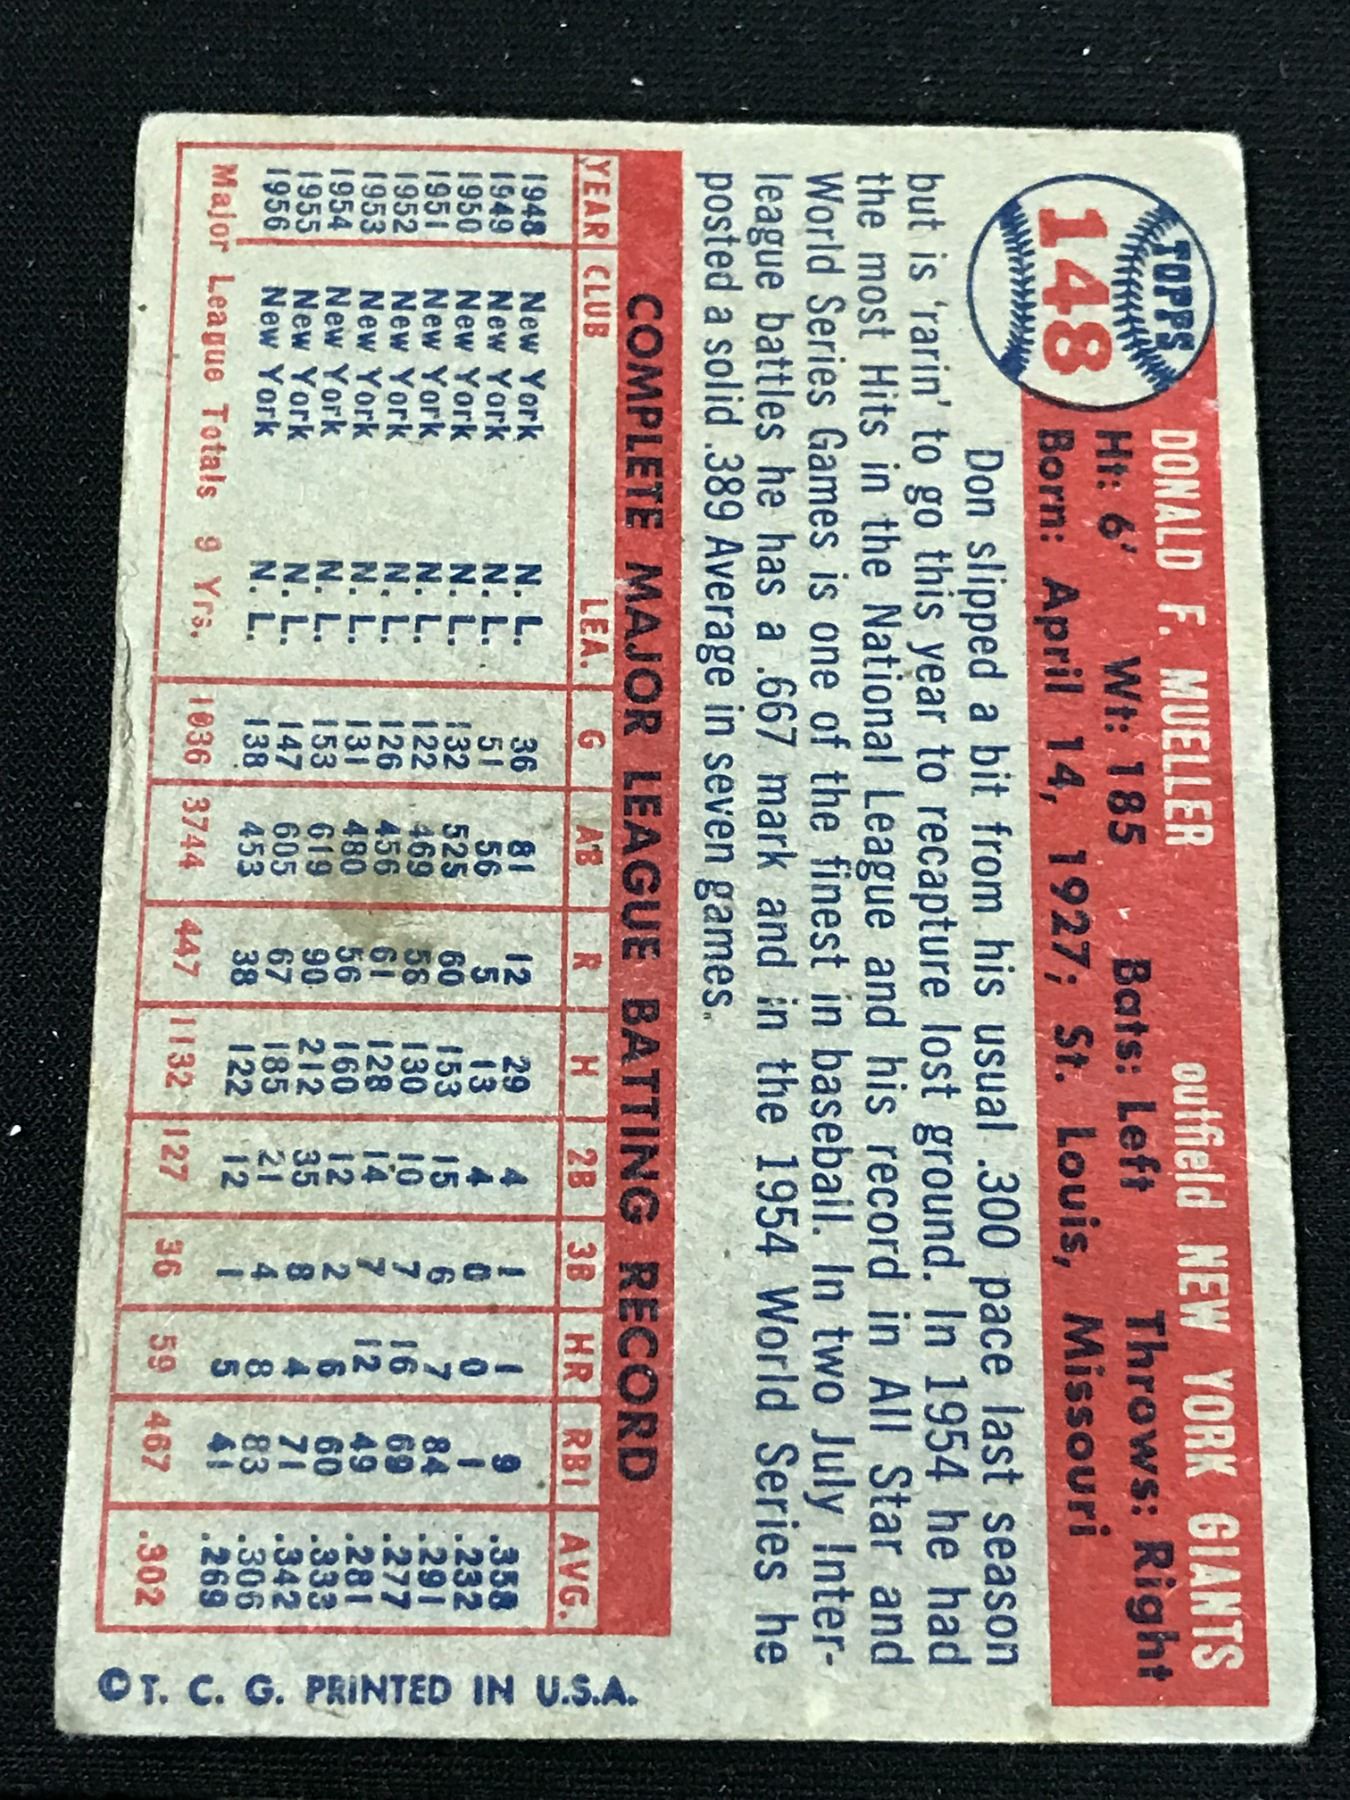 TOPPS
148
DONALD F. MUELLER outfield NEW YORK GIANTS
Ht: 6' Wt: 185 Bats: Left Throws: Right
Born: April 14, 1927; St. Louis, Missouri
Don slipped a bit from his usual .300 pace last season
but is 'rarin' to go this year to recapture lost ground. In 1954 he had
the most Hits in the National League and his record in All Star and
World Series Games is one of the finest in baseball. In two July Inter-
league battles he has a .667 mark and in the 1954 World Series he
posted a solid .389 Average in seven games.
COMPLETE MAJOR LEAGUE BATTING RECORD
YEAR CLUB LEA. G AB R H 2B 3B HR RBI AVG.
1948 New York N. L. 36 81 12 29 4 1 1 9 .358
1949 New York N. L. 51 56 5 13 4 0 0 1 .232
1950 New York N. L. 132 525 60 153 15 6 7 84 .291
1951 New York N. L. 122 469 58 130 10 7 16 69 .277
1952 New York N. L. 126 456 61 128 14 7 12 49 .281
1953 New York N. L. 131 480 56 160 12 2 6 60 .333
1954 New York N. L. 153 619 90 212 35 8 4 71 .342
1955 New York N. L. 147 605 67 185 21 4 8 83 .306
1956 New York N. L. 138 453 38 122 12 1 5 41 .269
Major League Totals 9 Yrs. 1036 3744 447 1132 127 36 59 467 .302
© T. C. G. PRINTED IN U.S.A.